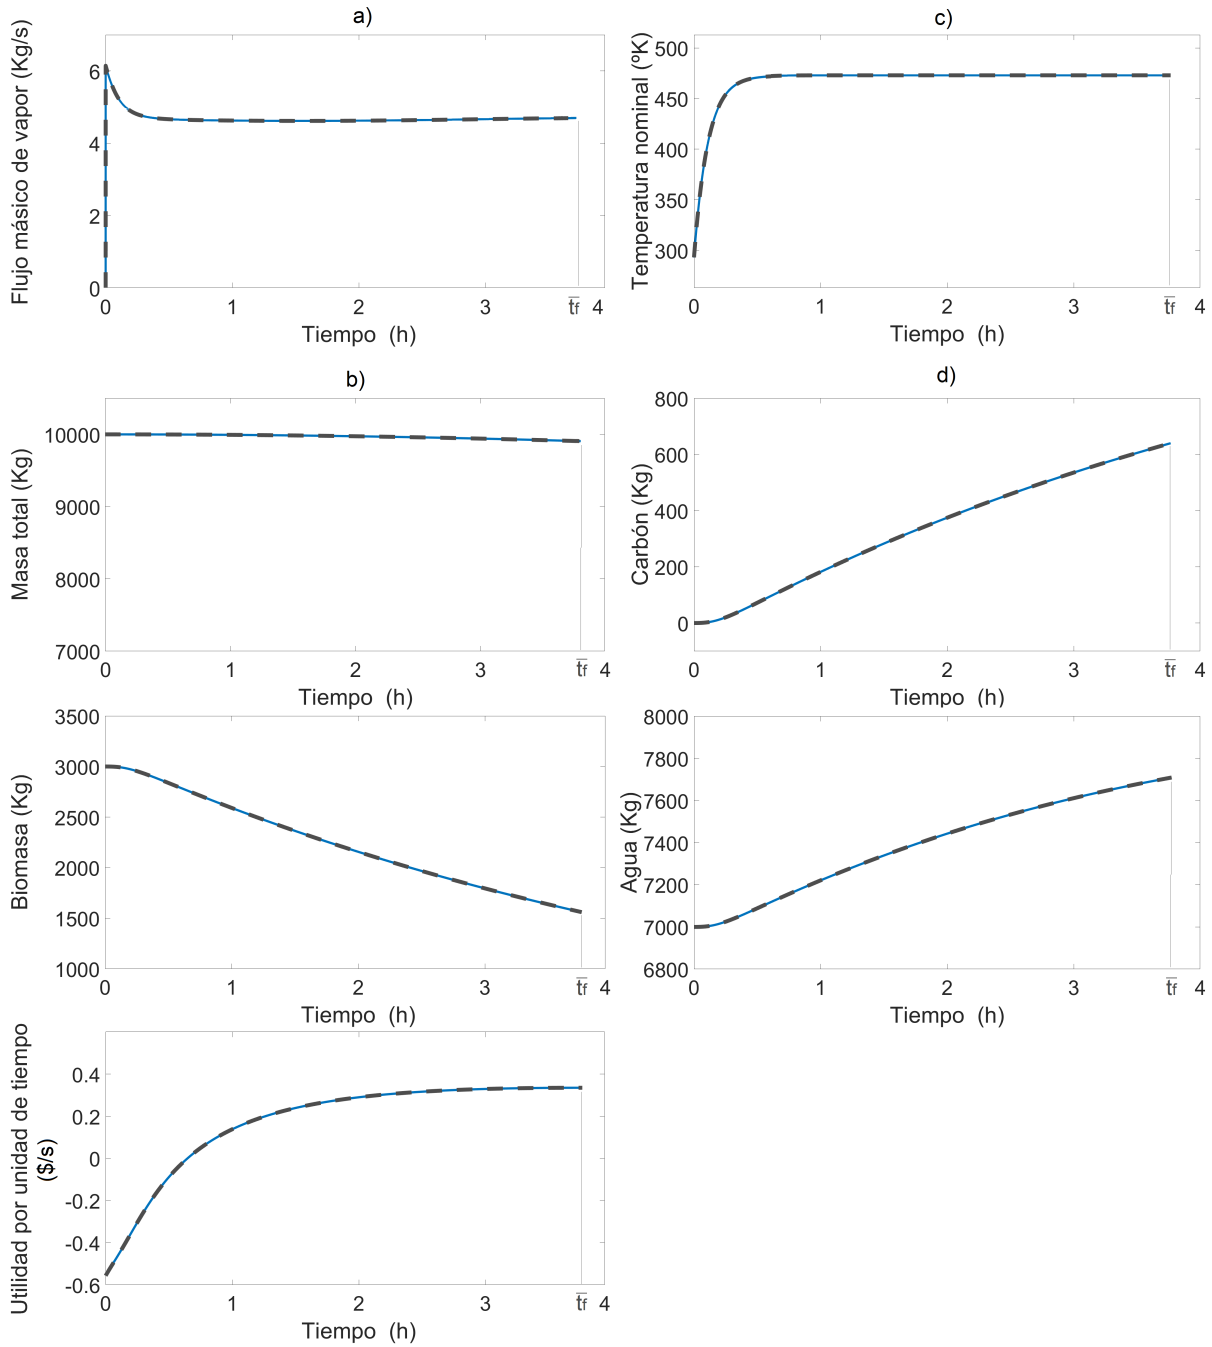 a)
Flujo másico de vapor (Kg/s)
6
4
2
0
0 1 2 3 t̅f 4
Tiempo (h)
c)
Temperatura nominal (ºK)
500
450
400
350
300
0 1 2 3 t̅f 4
Tiempo (h)
b)
Masa total (Kg)
10000
9000
8000
7000
0 1 2 3 t̅f 4
Tiempo (h)
d)
Carbón (Kg)
800
600
400
200
0
0 1 2 3 t̅f 4
Tiempo (h)
Biomasa (Kg)
3500
3000
2500
2000
1500
1000
0 1 2 3 t̅f 4
Tiempo (h)
Agua (Kg)
8000
7800
7600
7400
7200
7000
6800
0 1 2 3 t̅f 4
Tiempo (h)
Utilidad por unidad de tiempo
($/s)
0.4
0.2
0
-0.2
-0.4
-0.6
0 1 2 3 t̅f 4
Tiempo (h)